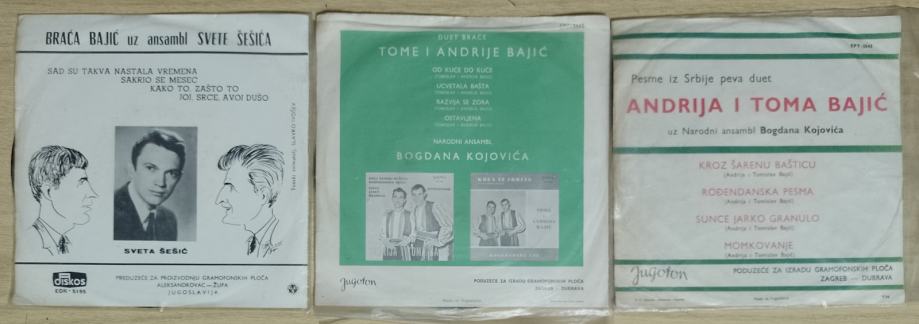 BRAĆA BAJIĆ uz ansambl SVETE ŠEŠIĆA
SAD SU TAKVA NASTALA VREMENA
SAKRIO SE MESEC
KAKO TO, ZAŠTO TO
JOJ, SRCE, AVOJ DUŠO
SVETA ŠEŠIĆ
diskos
EDK-5195
PREDUZEĆE ZA PROIZVODNJU GRAMOFONSKIH PLOČA
ALEKSANDROVAC—ŽUPA
JUGOSLAVIJA
DUET BRAĆE
TOME I ANDRIJE BAJIĆ
OD KUĆE DO KUĆE
UCVETALA BAŠTA
RAZVIJA SE ZORA
OSTAVLJENA
NARODNI ANSAMBL
BOGDANA KOJOVIĆA
Jugoton
PODUZEĆE ZA IZRADU GRAMOFONSKIH PLOČA
ZAGREB — DUBRAVA
Pesme iz Srbije peva duet
ANDRIJA I TOMA BAJIĆ
uz Narodni ansambl Bogdana Kojovića
KROZ ŠARENU BAŠTICU
(Andrija i Tomislav Bajić)
ROĐENDANSKA PESMA
(Andrija i Tomislav Bajić)
SUNCE JARKO GRANULO
(Andrija i Tomislav Bajić)
MOMKOVANJE
(Andrija i Tomislav Bajić)
Jugoton
PODUZEĆE ZA IZRADU GRAMOFONSKIH PLOČA
ZAGREB — DUBRAVA